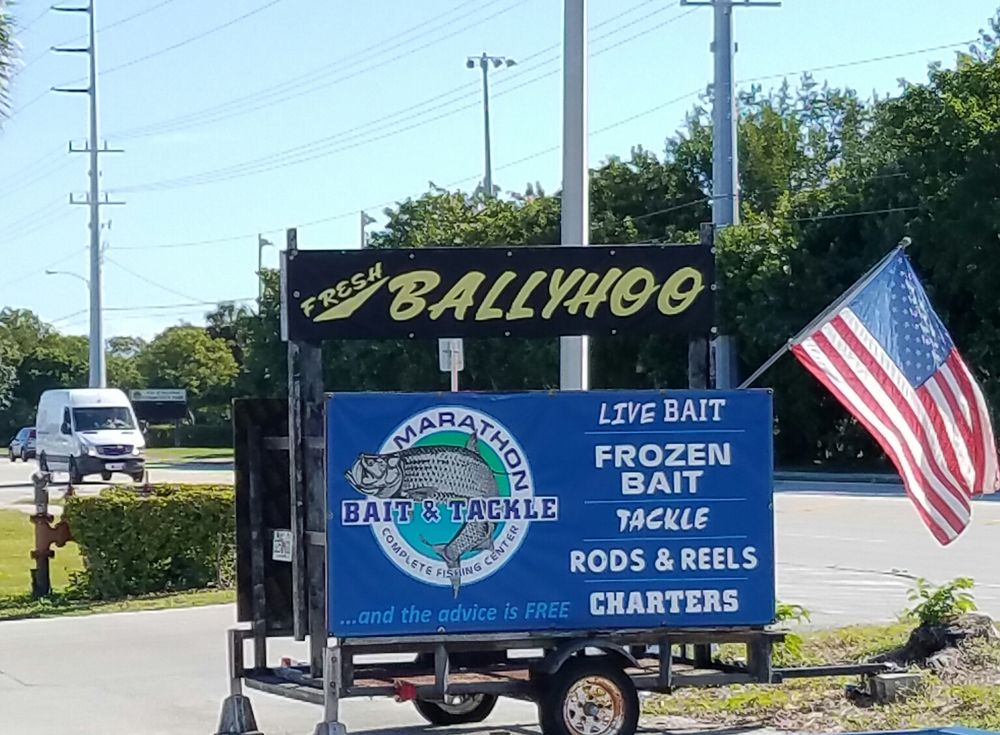 FRESH BALLYHOO
MARATHON
BAIT & TACKLE
COMPLETE FISHING CENTER
...and the advice is FREE
LIVE BAIT
FROZEN
BAIT
TACKLE
RODS & REELS
CHARTERS